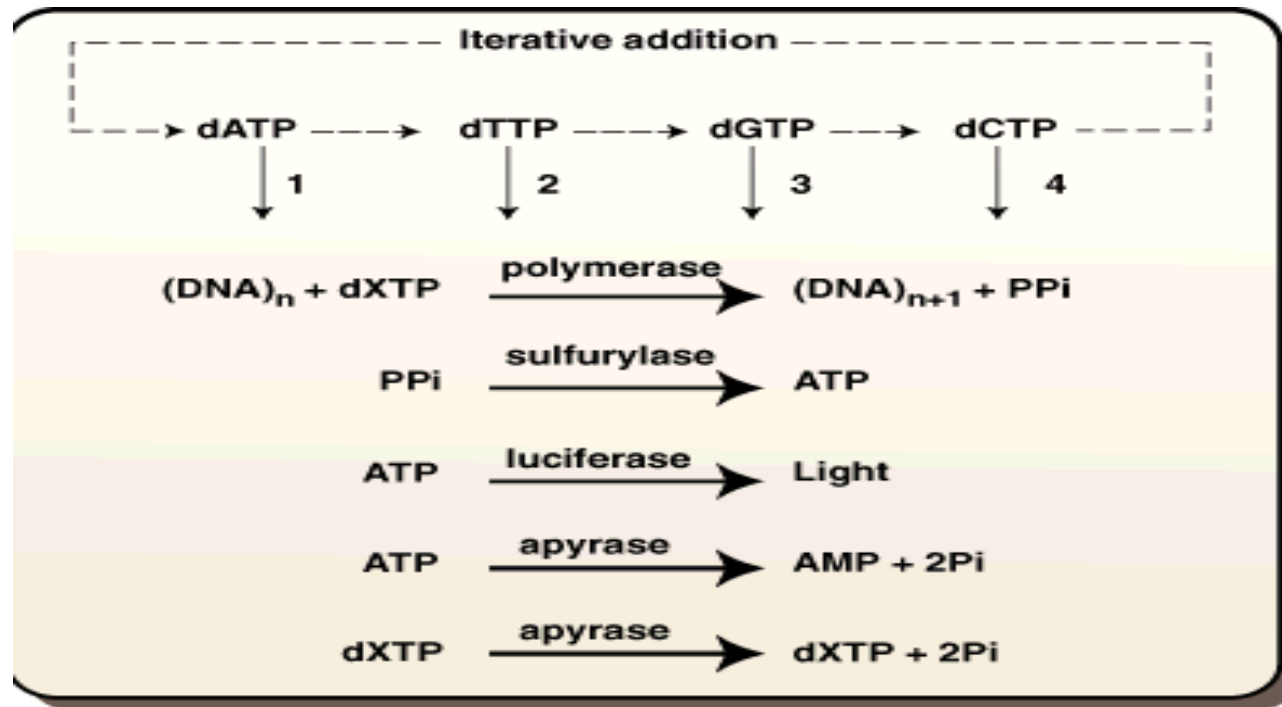 Iterative addition
dATP dTTP dGTP dCTP
1 2 3 4
polymerase
(DNA)n + dXTP (DNA)n+1 + PPi
sulfurylase
PPi ATP
luciferase
ATP Light
apyrase
ATP AMP + 2Pi
apyrase
dXTP dXTP + 2Pi